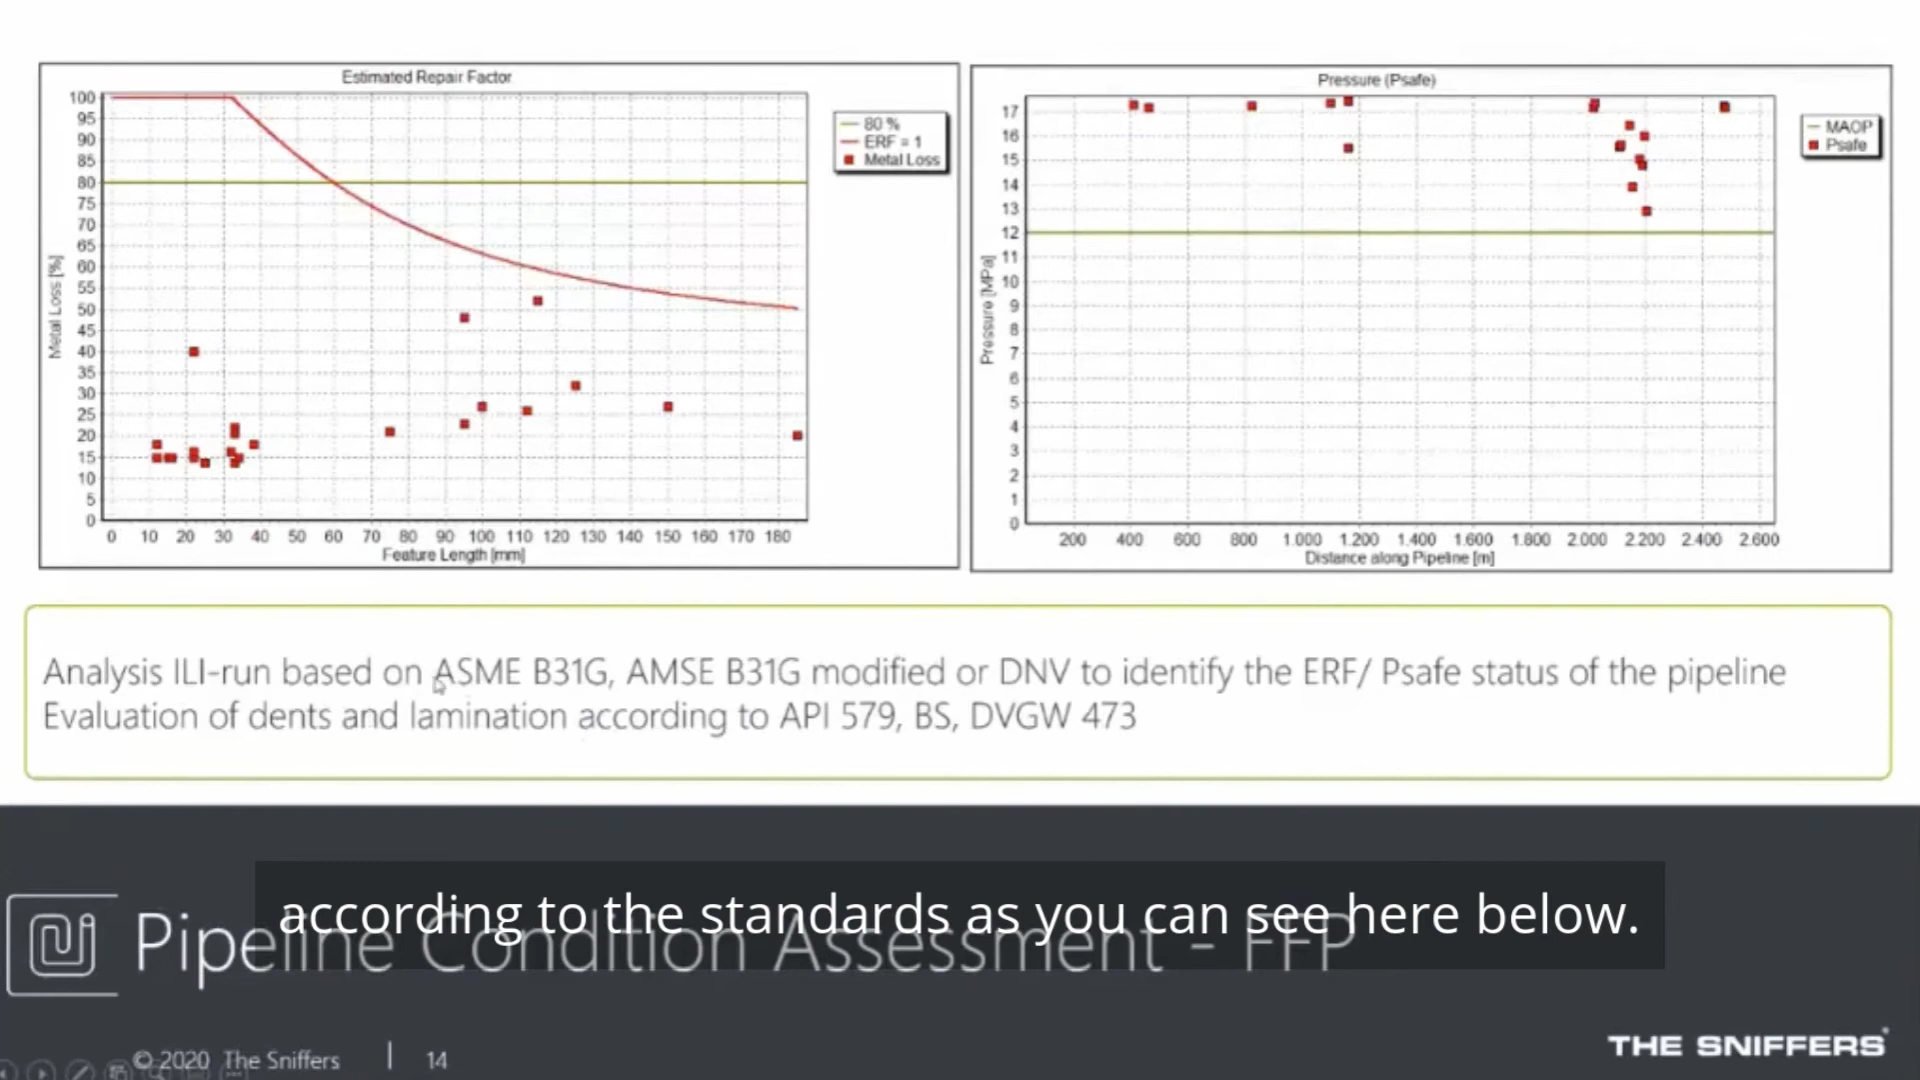 Estimated Repair Factor
100
95
90
85
80
75
70
65
60
55
50
45
40
35
30
25
20
15
10
5
0
Metal Loss [%]
0 10 20 30 40 50 60 70 80 90 100 110 120 130 140 150 160 170 180
Feature Length [mm]
80 %
ERF = 1
Metal Loss
Pressure (Psafe)
17
16
15
14
13
12
11
10
9
8
7
6
5
4
3
2
1
0
Pressure [MPa]
200 400 600 800 1.000 1.200 1.400 1.600 1.800 2.000 2.200 2.400 2.600
Distance along Pipeline [m]
MAOP
Psafe
Analysis ILI-run based on ASME B31G, AMSE B31G modified or DNV to identify the ERF/ Psafe status of the pipeline
Evaluation of dents and lamination according to API 579, BS, DVGW 473
according to the standards as you can see here below.
Pipeline Condition Assessment - FFP
© 2020 The Sniffers | 14
THE SNIFFERS